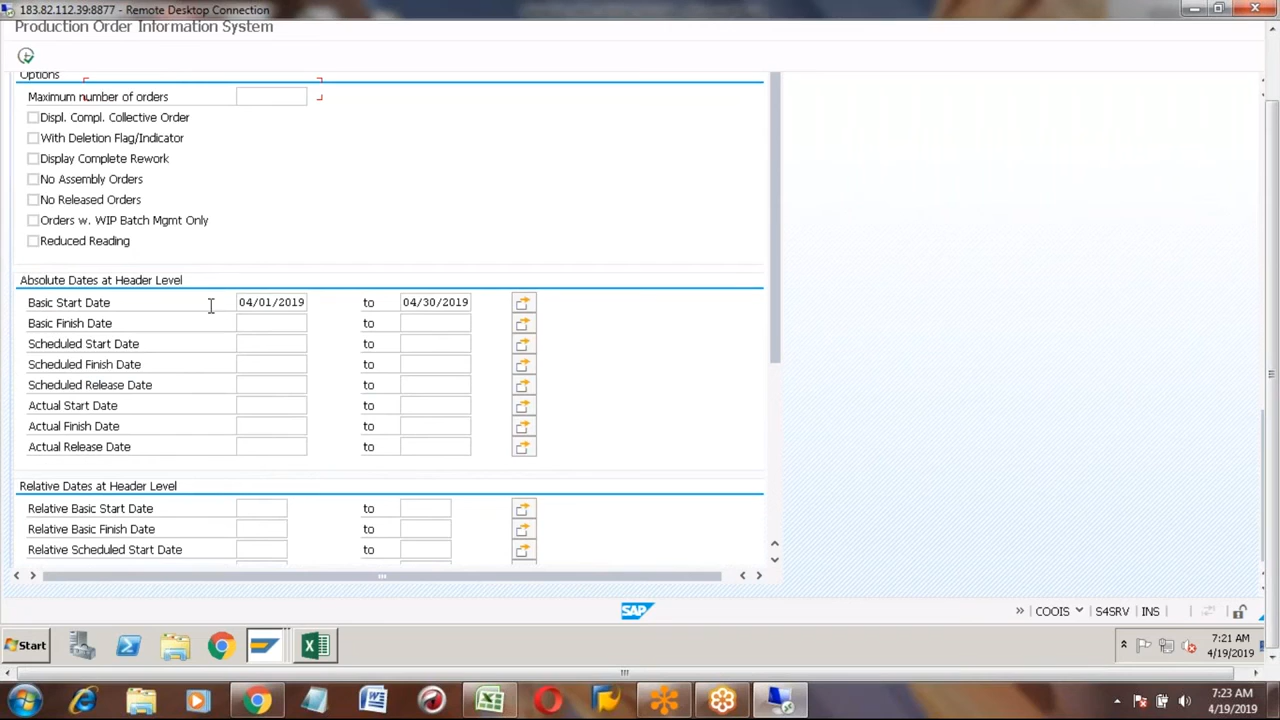 183.82.112.39:8877 - Remote Desktop Connection
Production Order Information System
Options
Maximum number of orders
Displ. Compl. Collective Order
With Deletion Flag/Indicator
Display Complete Rework
No Assembly Orders
No Released Orders
Orders w. WIP Batch Mgmt Only
Reduced Reading
Absolute Dates at Header Level
Basic Start Date 04/01/2019 to 04/30/2019
Basic Finish Date to
Scheduled Start Date to
Scheduled Finish Date to
Scheduled Release Date to
Actual Start Date to
Actual Finish Date to
Actual Release Date to
Relative Dates at Header Level
Relative Basic Start Date to
Relative Basic Finish Date to
Relative Scheduled Start Date to
SAP COOIS S4SRV INS
Start 7:21 AM
4/19/2019
7:23 AM
4/19/2019